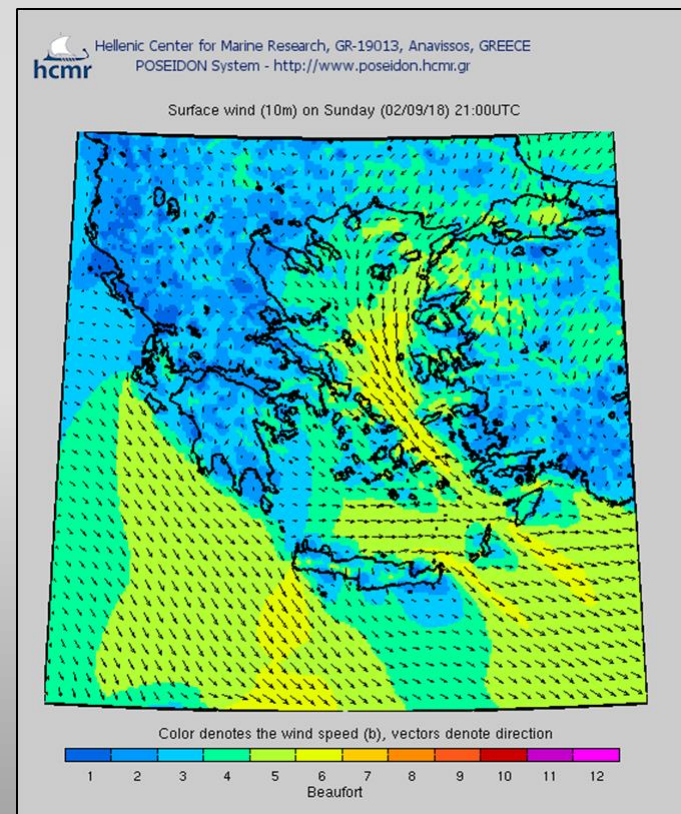 hcmr
Hellenic Center for Marine Research, GR-19013, Anavissos, GREECE
POSEIDON System - http://www.poseidon.hcmr.gr
Surface wind (10m) on Sunday (02/09/18) 21:00UTC
Color denotes the wind speed (b), vectors denote direction
1 2 3 4 5 6 7 8 9 10 11 12
Beaufort